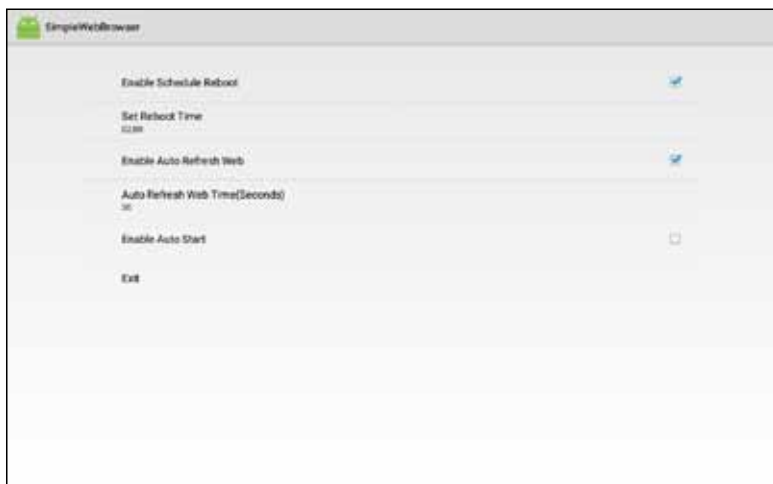 SimpleWebBrowser
Enable Schedule Reboot
Set Reboot Time
Enable Auto Refresh Web
Auto Refresh Web Time(Seconds)
Enable Auto Start
Exit